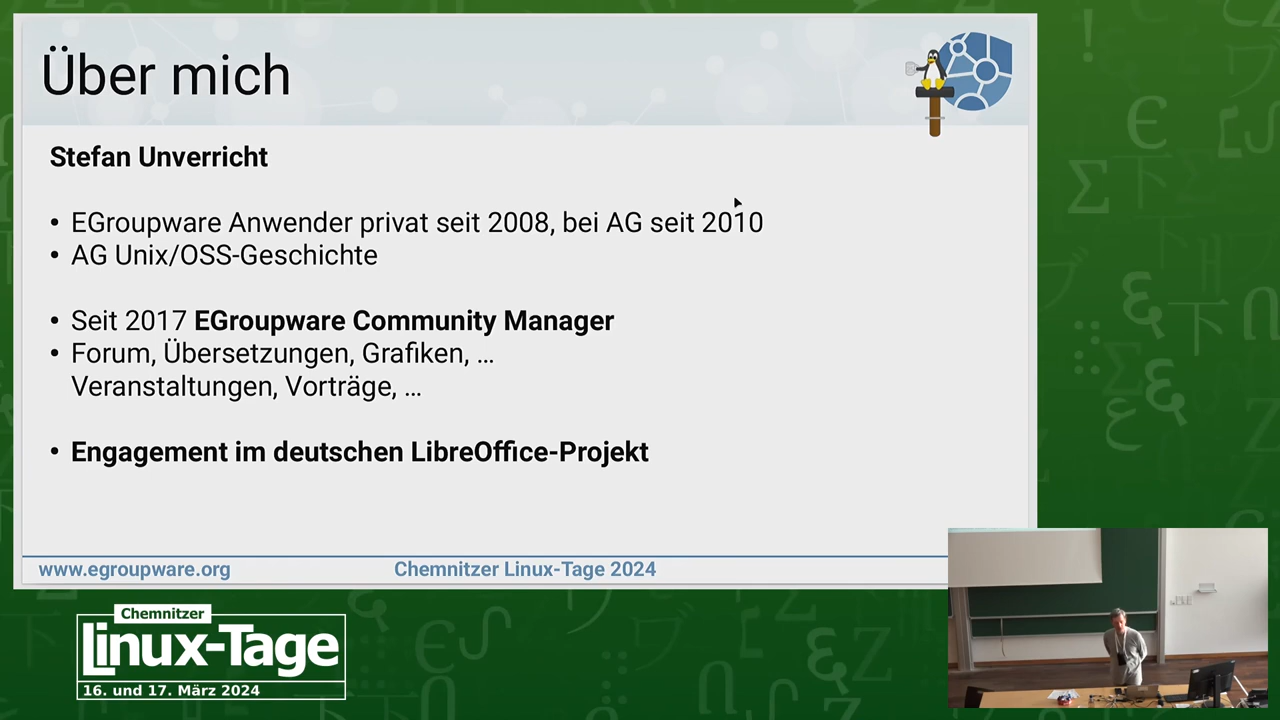 Über mich
Stefan Unverricht
• EGroupware Anwender privat seit 2008, bei AG seit 2010
• AG Unix/OSS-Geschichte
• Seit 2017 EGroupware Community Manager
• Forum, Übersetzungen, Grafiken, ...
Veranstaltungen, Vorträge, ...
• Engagement im deutschen LibreOffice-Projekt
www.egroupware.org
Chemnitzer Linux-Tage 2024
Chemnitzer
Linux-Tage
16. und 17. März 2024